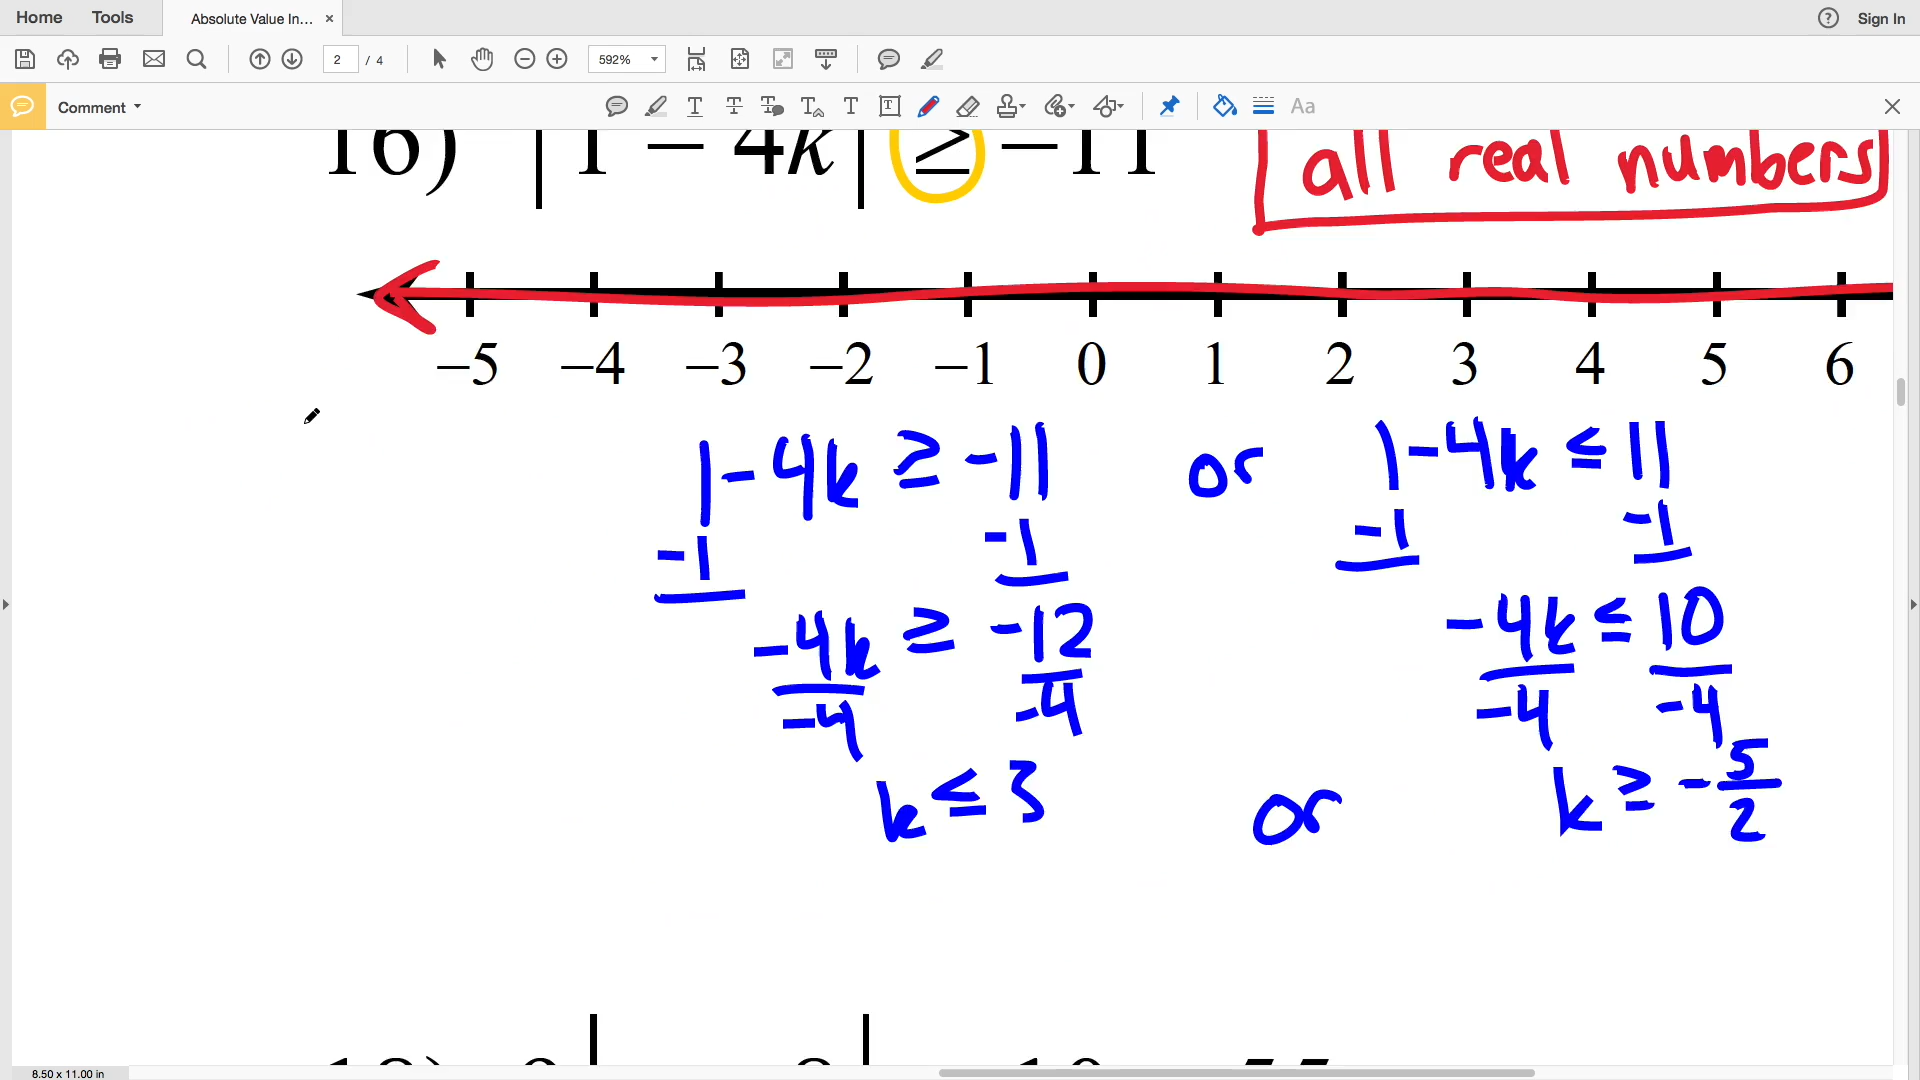 Home Tools Absolute Value In... × Sign In
2 / 4 592%
Comment Aa
16) |1 − 4k| ≥ −11 all real numbers
−5 −4 −3 −2 −1 0 1 2 3 4 5 6
1 - 4k ≥ -11 or 1 - 4k ≤ 11
-1 -1 -1 -1
-4k ≥ -12 -4k ≤ 10
-4 -4 -4 -4
k ≤ 3 or k ≥ -5/2
8.50 x 11.00 in